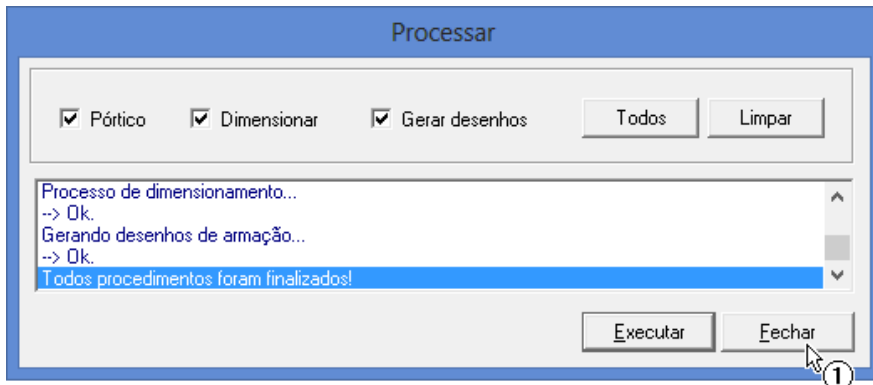 Processar
Pórtico Dimensionar Gerar desenhos Todos Limpar
Processo de dimensionamento...
--> Ok.
Gerando desenhos de armação...
--> Ok.
Todos procedimentos foram finalizados!
Executar Fechar
1